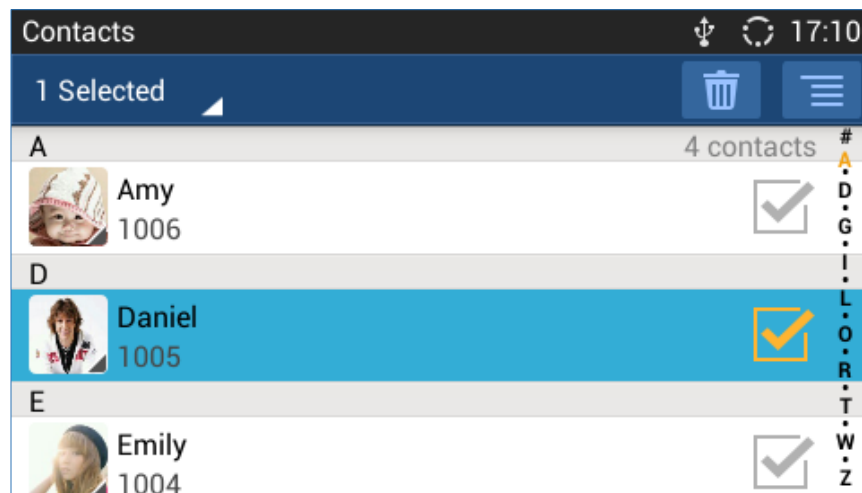 Contacts 17:10
1 Selected
A 4 contacts
Amy
1006
D
Daniel
1005
E
Emily
1004
#
A
D
G
I
L
O
R
T
W
Z